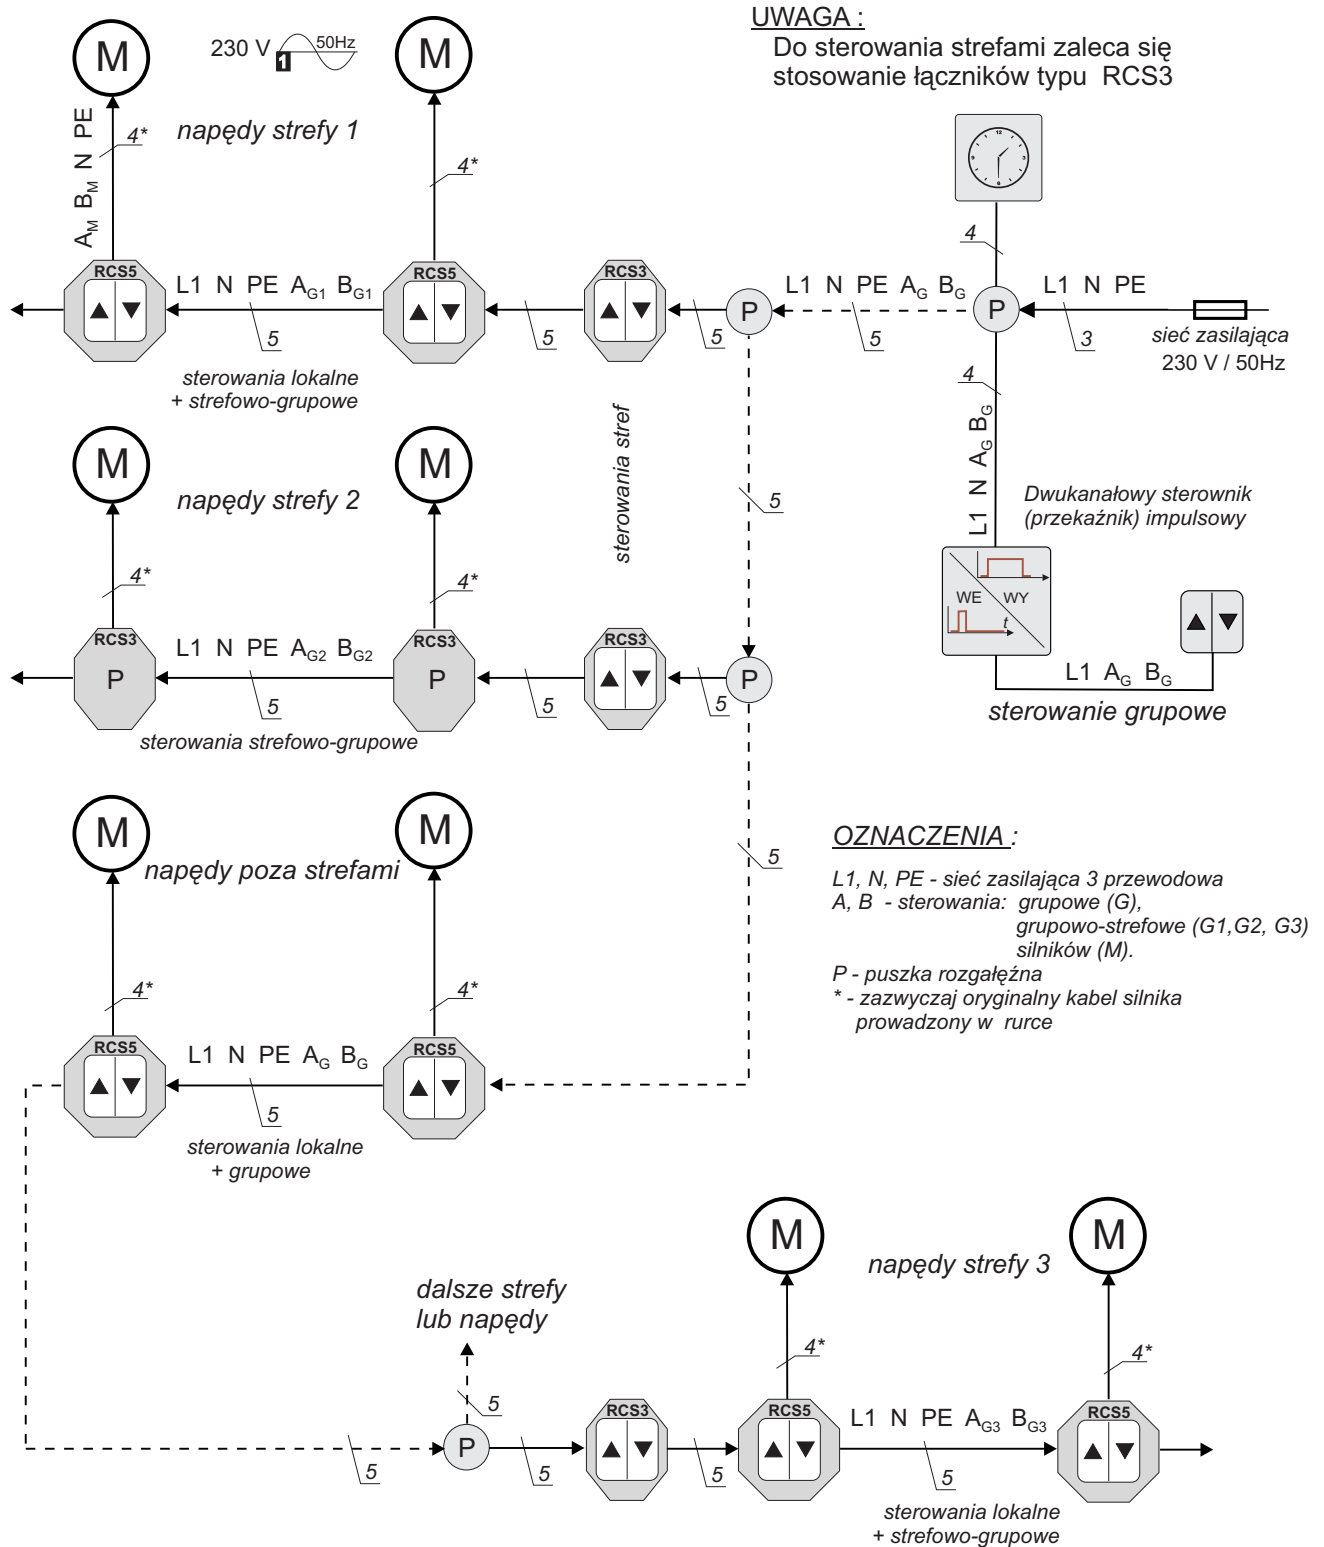 UWAGA :
Do sterowania strefami zaleca się
stosowanie łączników typu RCS3
M
230 V
50Hz
1
M
napędy strefy 1
A_M B_M N PE
4*
4*
12
3
6
9
4
RCS5
L1 N PE A_G1 B_G1
5
RCS5
5
RCS3
5
P
L1 N PE A_G B_G
5
P
L1 N PE
3
sieć zasilająca
230 V / 50Hz
sterowania lokalne
+ strefowo-grupowe
sterowania stref
4
L1 N A_G B_G
M
M
napędy strefy 2
5
Dwukanałowy sterownik
(przekaźnik) impulsowy
4*
4*
WE
WY
t
RCS3
P
L1 N PE A_G2 B_G2
5
RCS3
P
5
RCS3
5
P
L1 A_G B_G
sterowanie grupowe
sterowania strefowo-grupowe
M
M
napędy poza strefami
5
OZNACZENIA :
L1, N, PE - sieć zasilająca 3 przewodowa
A, B - sterowania: grupowe (G),
grupowo-strefowe (G1,G2, G3)
silników (M).
P - puszka rozgałęźna
* - zazwyczaj oryginalny kabel silnika
prowadzony w rurce
4*
4*
RCS5
L1 N PE A_G B_G
5
RCS5
sterowania lokalne
+ grupowe
M
M
napędy strefy 3
dalsze strefy
lub napędy
4*
4*
5
5
P
5
RCS3
5
RCS5
L1 N PE A_G3 B_G3
5
RCS5
sterowania lokalne
+ strefowo-grupowe